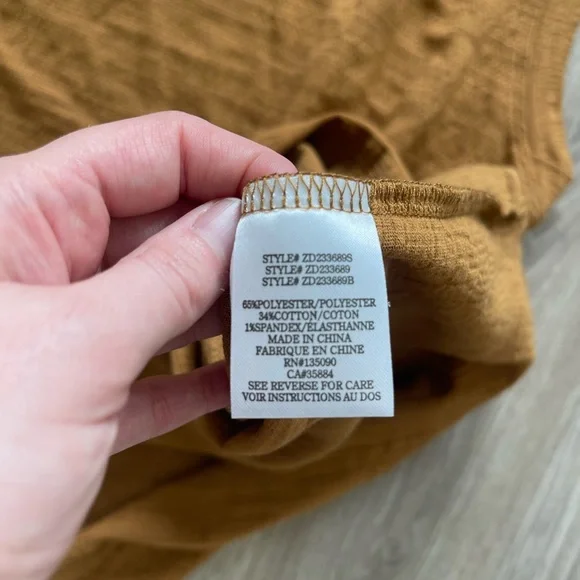 STYLE# ZD233689S
STYLE# ZD233689
STYLE# ZD233689B
65%POLYESTER/POLYESTER
34%COTTON/COTON
1%SPANDEX/ÉLASTHANNE
MADE IN CHINA
FABRIQUE EN CHINE
RN#135090
CA#35884
SEE REVERSE FOR CARE
VOIR INSTRUCTIONS AU DOS